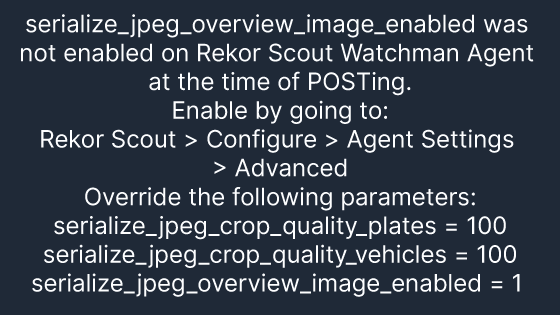 serialize_jpeg_overview_image_enabled was
not enabled on Rekor Scout Watchman Agent
at the time of POSTing.
Enable by going to:
Rekor Scout > Configure > Agent Settings
> Advanced
Override the following parameters:
serialize_jpeg_crop_quality_plates = 100
serialize_jpeg_crop_quality_vehicles = 100
serialize_jpeg_overview_image_enabled = 1